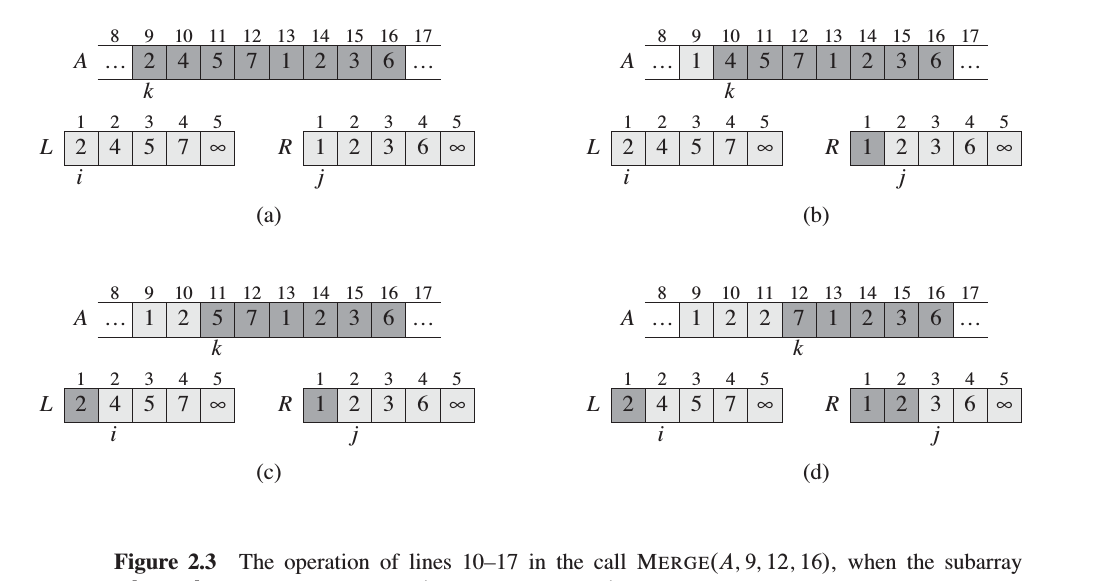 8 9 10 11 12 13 14 15 16 17
A … 2 4 5 7 1 2 3 6 …
k
1 2 3 4 5
L 2 4 5 7 ∞
i
1 2 3 4 5
R 1 2 3 6 ∞
j
(a)
8 9 10 11 12 13 14 15 16 17
A … 1 4 5 7 1 2 3 6 …
k
1 2 3 4 5
L 2 4 5 7 ∞
i
1 2 3 4 5
R 1 2 3 6 ∞
j
(b)
8 9 10 11 12 13 14 15 16 17
A … 1 2 5 7 1 2 3 6 …
k
1 2 3 4 5
L 2 4 5 7 ∞
i
1 2 3 4 5
R 1 2 3 6 ∞
j
(c)
8 9 10 11 12 13 14 15 16 17
A … 1 2 2 7 1 2 3 6 …
k
1 2 3 4 5
L 2 4 5 7 ∞
i
1 2 3 4 5
R 1 2 3 6 ∞
j
(d)
Figure 2.3 The operation of lines 10–17 in the call MERGE(A, 9, 12, 16), when the subarray